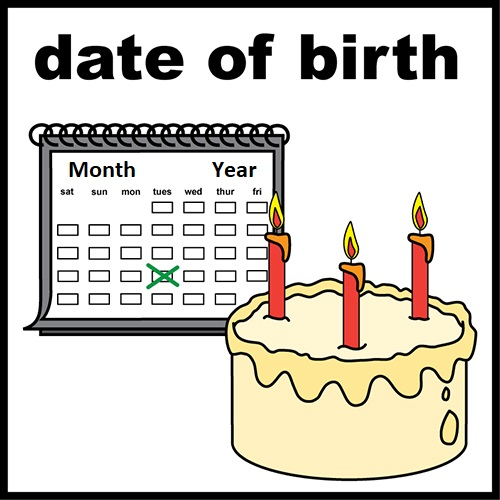 date of birth
Month Year
sat sun mon tues wed thur fri